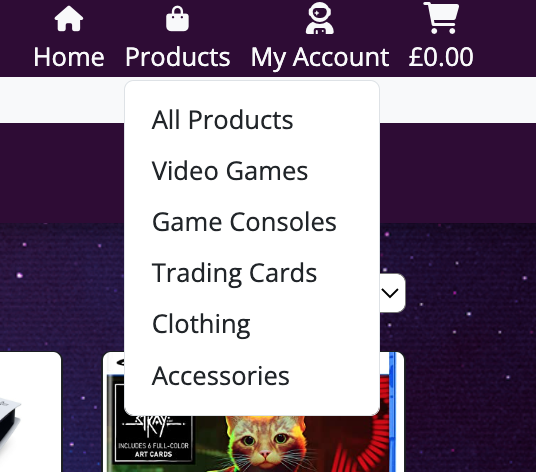 Home Products My Account £0.00
All Products
Video Games
Game Consoles
Trading Cards
Clothing
Accessories
STRAY
INCLUDES 6 FULL-COLOR
ART CARDS